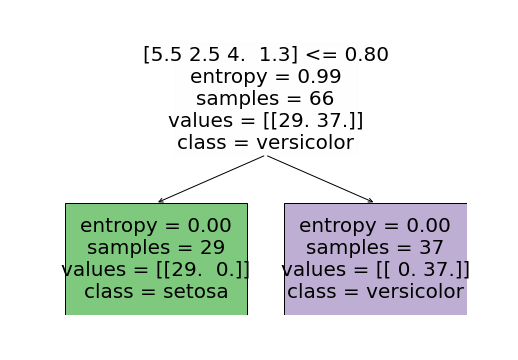 [5.5 2.5 4.  1.3] <= 0.80
entropy = 0.99
samples = 66
values = [[29. 37.]]
class = versicolor
entropy = 0.00
samples = 29
values = [[29.  0.]]
class = setosa
entropy = 0.00
samples = 37
values = [[ 0. 37.]]
class = versicolor